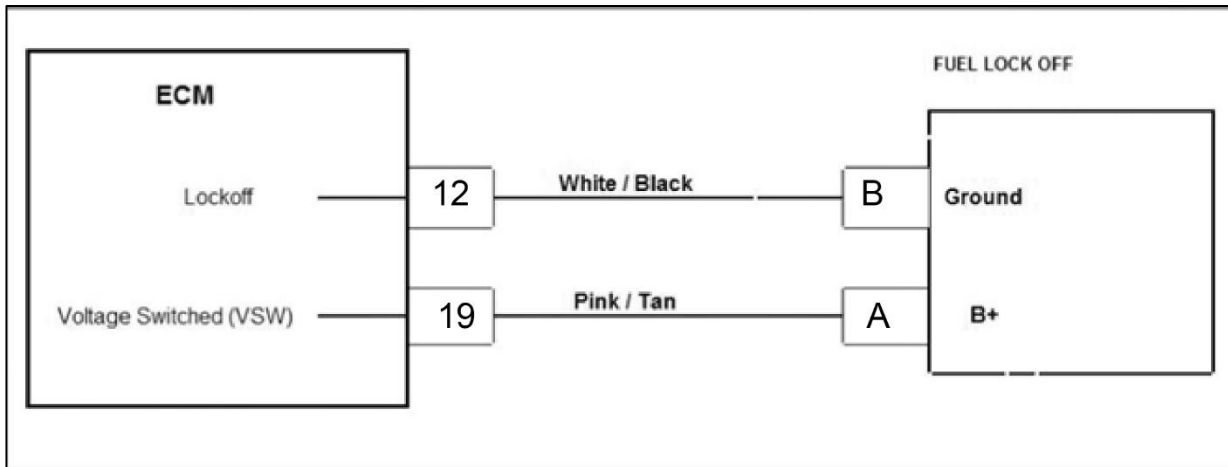 FUEL LOCK OFF
ECM
Lockoff
12
White / Black
B
Ground
Voltage Switched (VSW)
19
Pink / Tan
A
B+